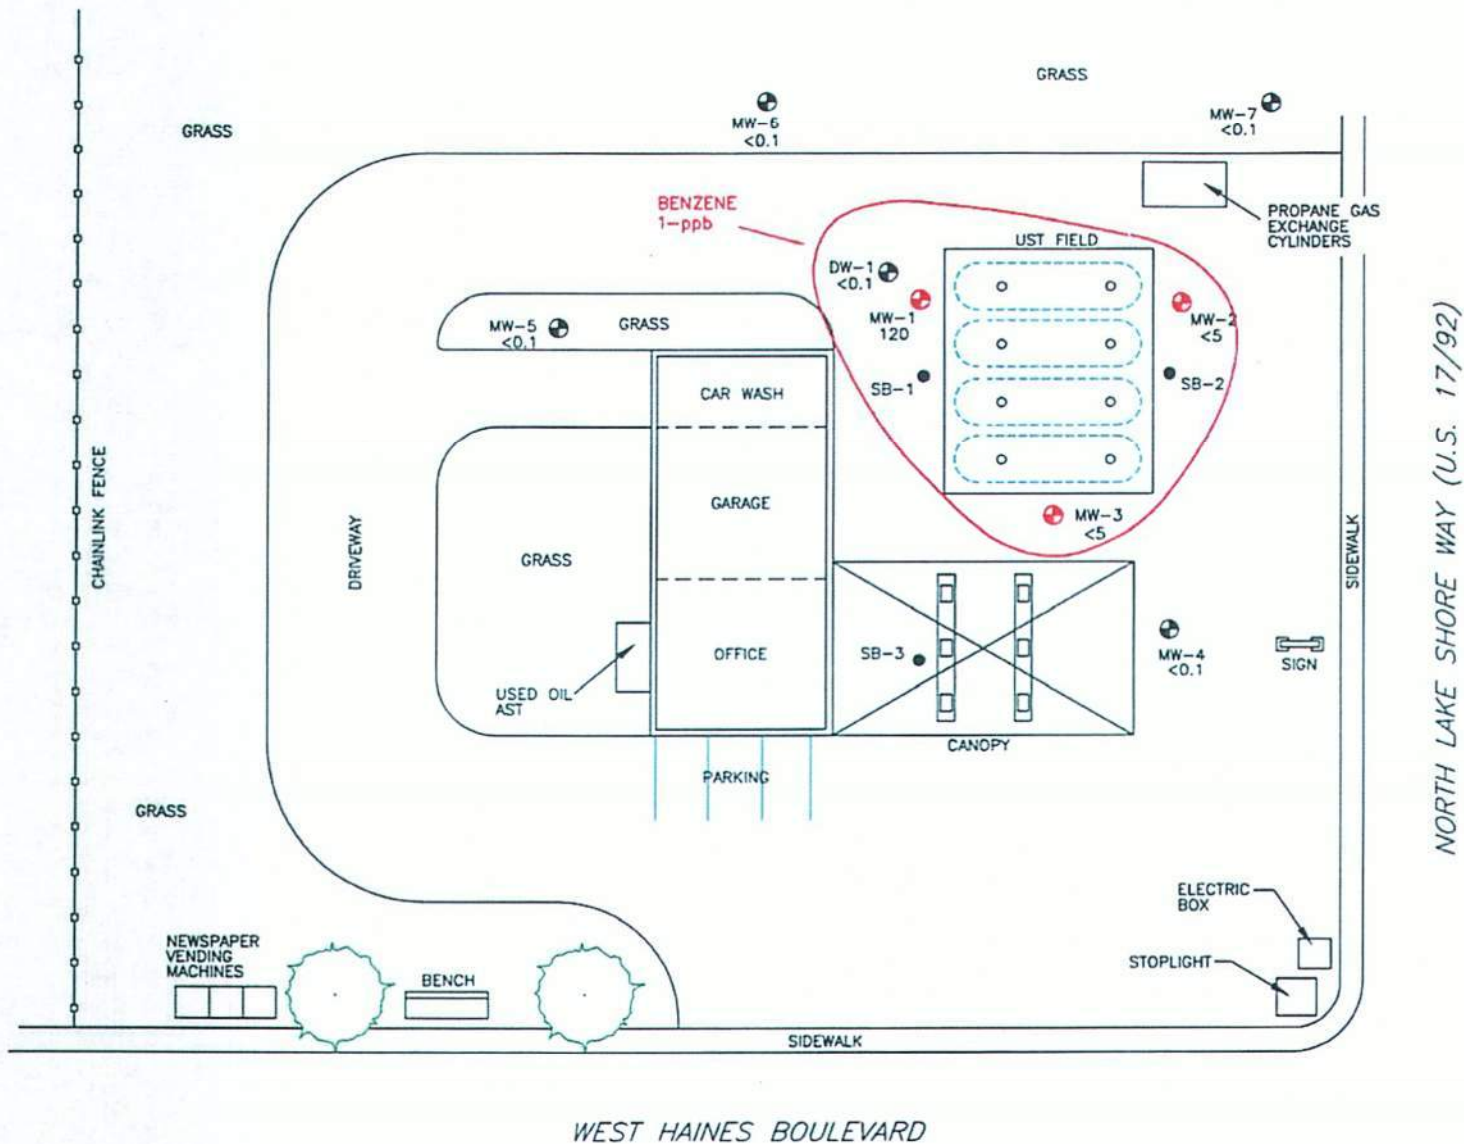 GRASS
GRASS
MW-6
<0.1
MW-7
<0.1
BENZENE
1-ppb
PROPANE GAS
EXCHANGE
CYLINDERS
UST FIELD
DW-1
<0.1
MW-1
120
MW-2
<5
MW-5
<0.1
GRASS
SB-1
SB-2
CAR WASH
CHAINLINK FENCE
DRIVEWAY
GARAGE
GRASS
MW-3
<5
SIDEWALK
NORTH LAKE SHORE WAY (U.S. 17/92)
OFFICE
SB-3
MW-4
<0.1
SIGN
USED OIL
AST
CANOPY
PARKING
GRASS
ELECTRIC
BOX
STOPLIGHT
NEWSPAPER
VENDING
MACHINES
BENCH
SIDEWALK
WEST HAINES BOULEVARD